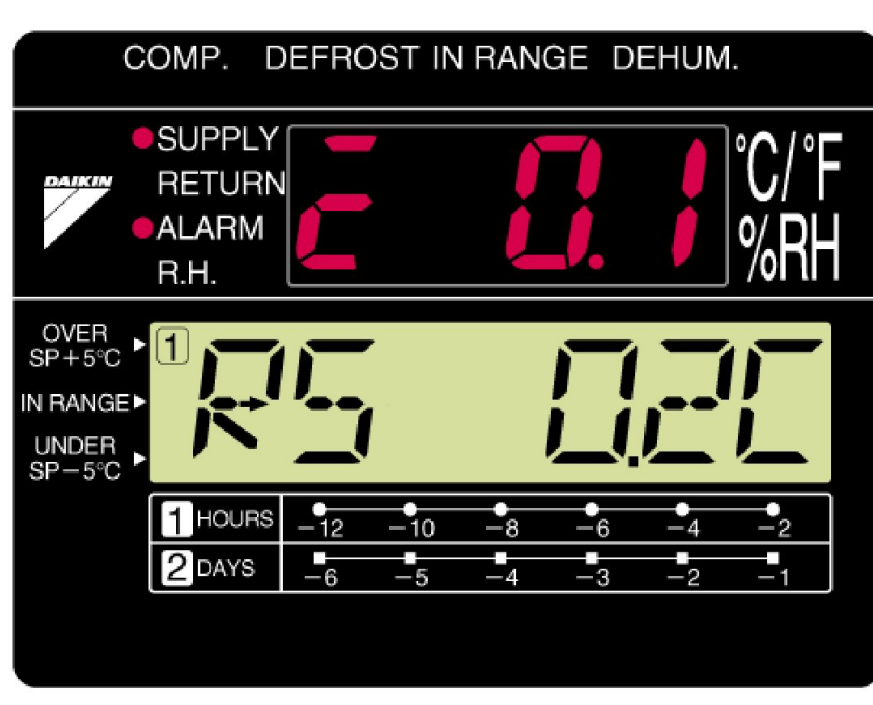 COMP. DEFROST IN RANGE DEHUM.
DAIKIN
SUPPLY
RETURN
ALARM
R.H.
0.1
°C/°F
%RH
OVER
SP+5°C
IN RANGE
UNDER
SP−5°C
1
RS 0.2C
1 HOURS −12 −10 −8 −6 −4 −2
2 DAYS −6 −5 −4 −3 −2 −1